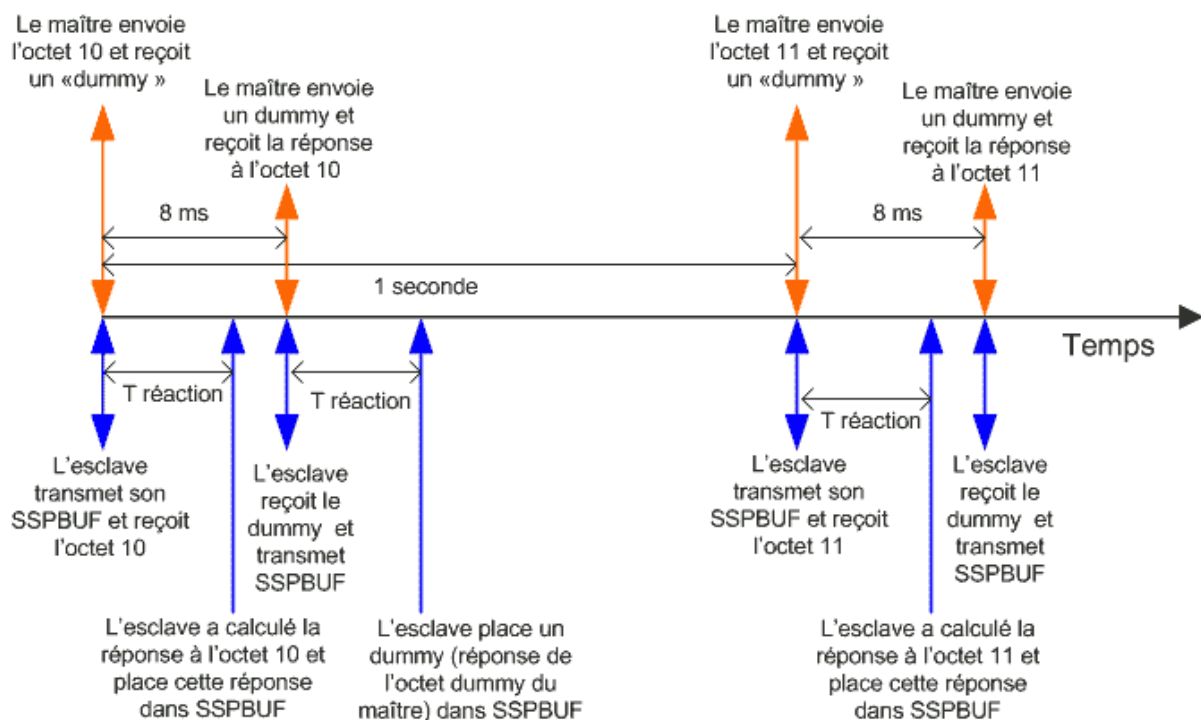 Le maître envoie
l'octet 10 et reçoit
un «dummy »
Le maître envoie
un dummy et
reçoit la réponse
à l'octet 10
Le maître envoie
l'octet 11 et reçoit
un «dummy »
Le maître envoie
un dummy et
reçoit la réponse
à l'octet 11
8 ms
8 ms
1 seconde
Temps
T réaction
T réaction
T réaction
L'esclave
transmet son
SSPBUF et reçoit
l'octet 10
L'esclave
reçoit le
dummy et
transmet
SSPBUF
L'esclave
transmet son
SSPBUF et reçoit
l'octet 11
L'esclave
reçoit le
dummy et
transmet
SSPBUF
L'esclave a calculé la
réponse à l'octet 10 et
place cette réponse
dans SSPBUF
L'esclave place un
dummy (réponse de
l'octet dummy du
maître) dans SSPBUF
L'esclave a calculé la
réponse à l'octet 11 et
place cette réponse
dans SSPBUF